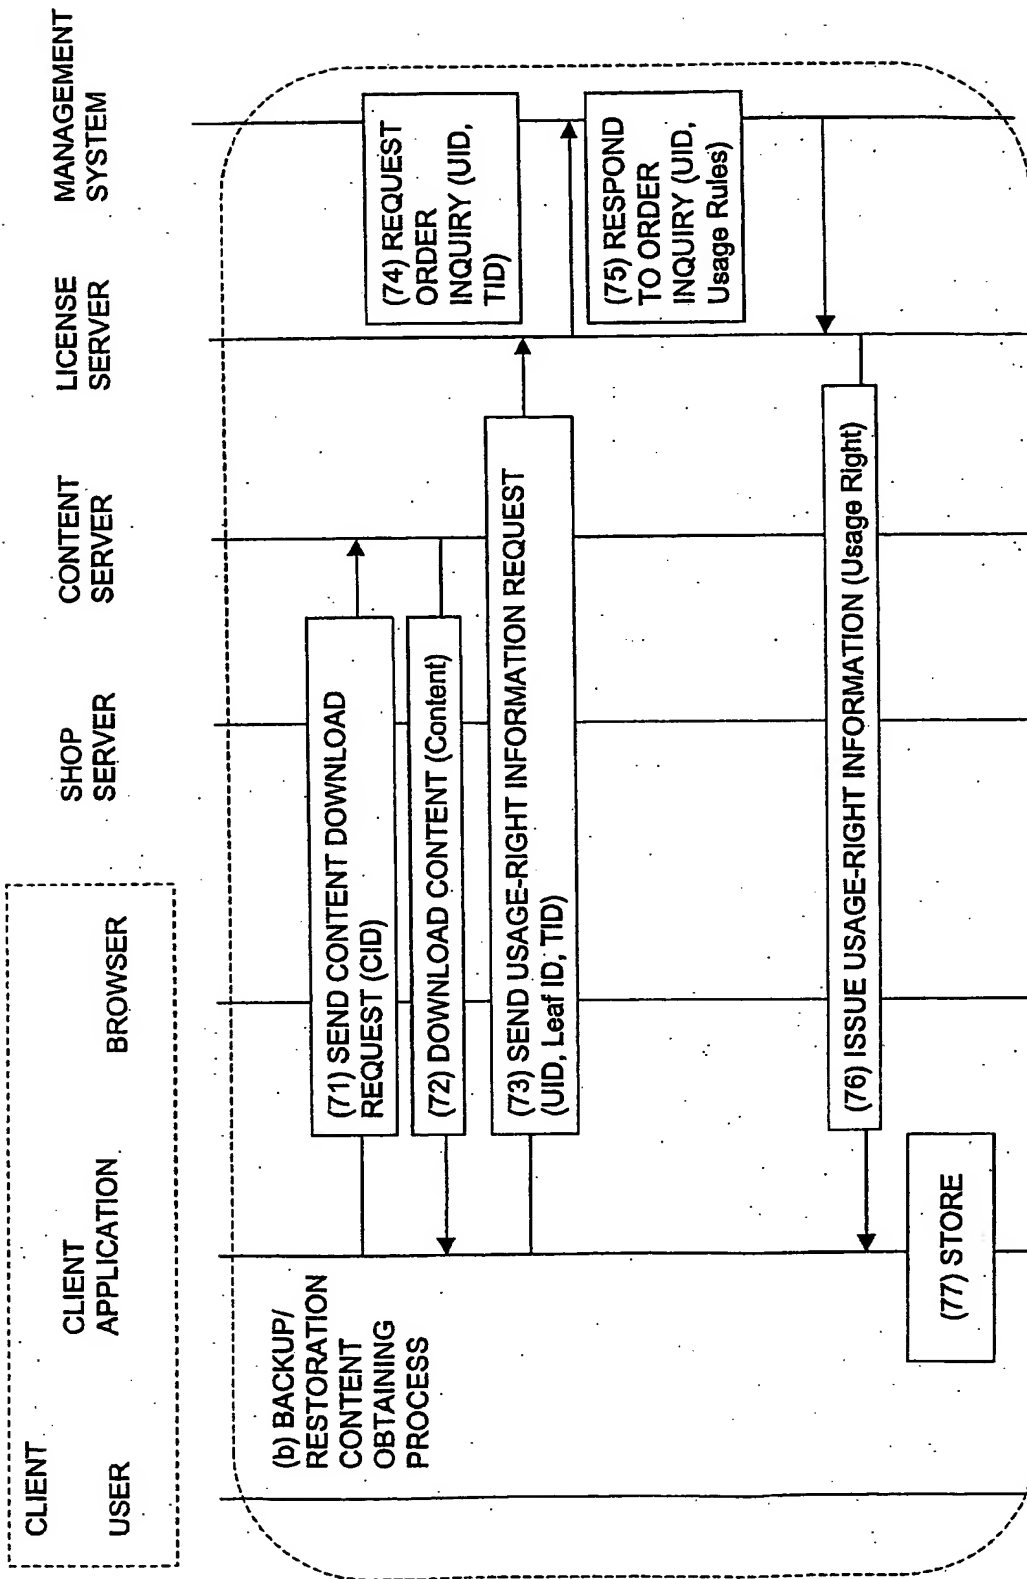 CLIENT
USER
CLIENT
APPLICATION
BROWSER
SHOP
SERVER
CONTENT
SERVER
LICENSE
SERVER
MANAGEMENT
SYSTEM
(b) BACKUP/
RESTORATION
CONTENT
OBTAINING
PROCESS
(71) SEND CONTENT DOWNLOAD
REQUEST (CID)
(72) DOWNLOAD CONTENT (Content)
(73) SEND USAGE-RIGHT INFORMATION REQUEST
(UID, Leaf ID, TID)
(74) REQUEST
ORDER
INQUIRY (UID,
TID)
(75) RESPOND
TO ORDER
INQUIRY (UID,
Usage Rules)
(76) ISSUE USAGE-RIGHT INFORMATION (Usage Right)
(77) STORE